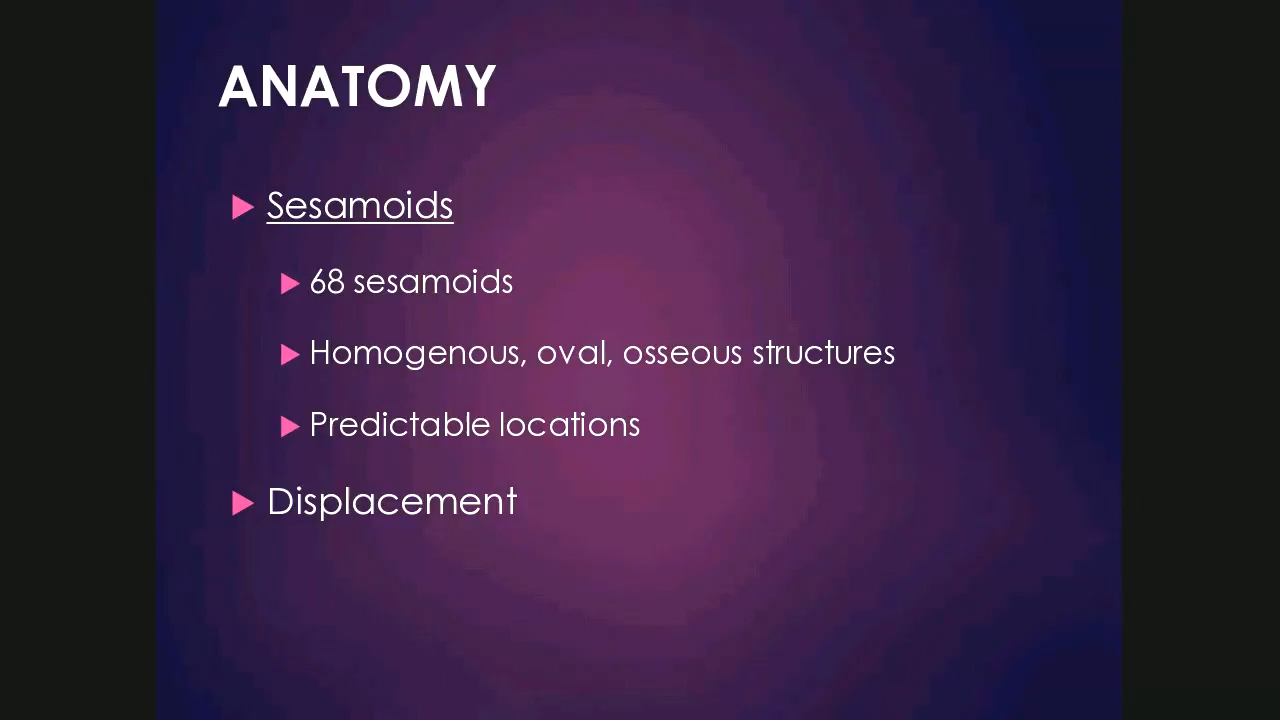 ANATOMY
Sesamoids
68 sesamoids
Homogenous, oval, osseous structures
Predictable locations
Displacement